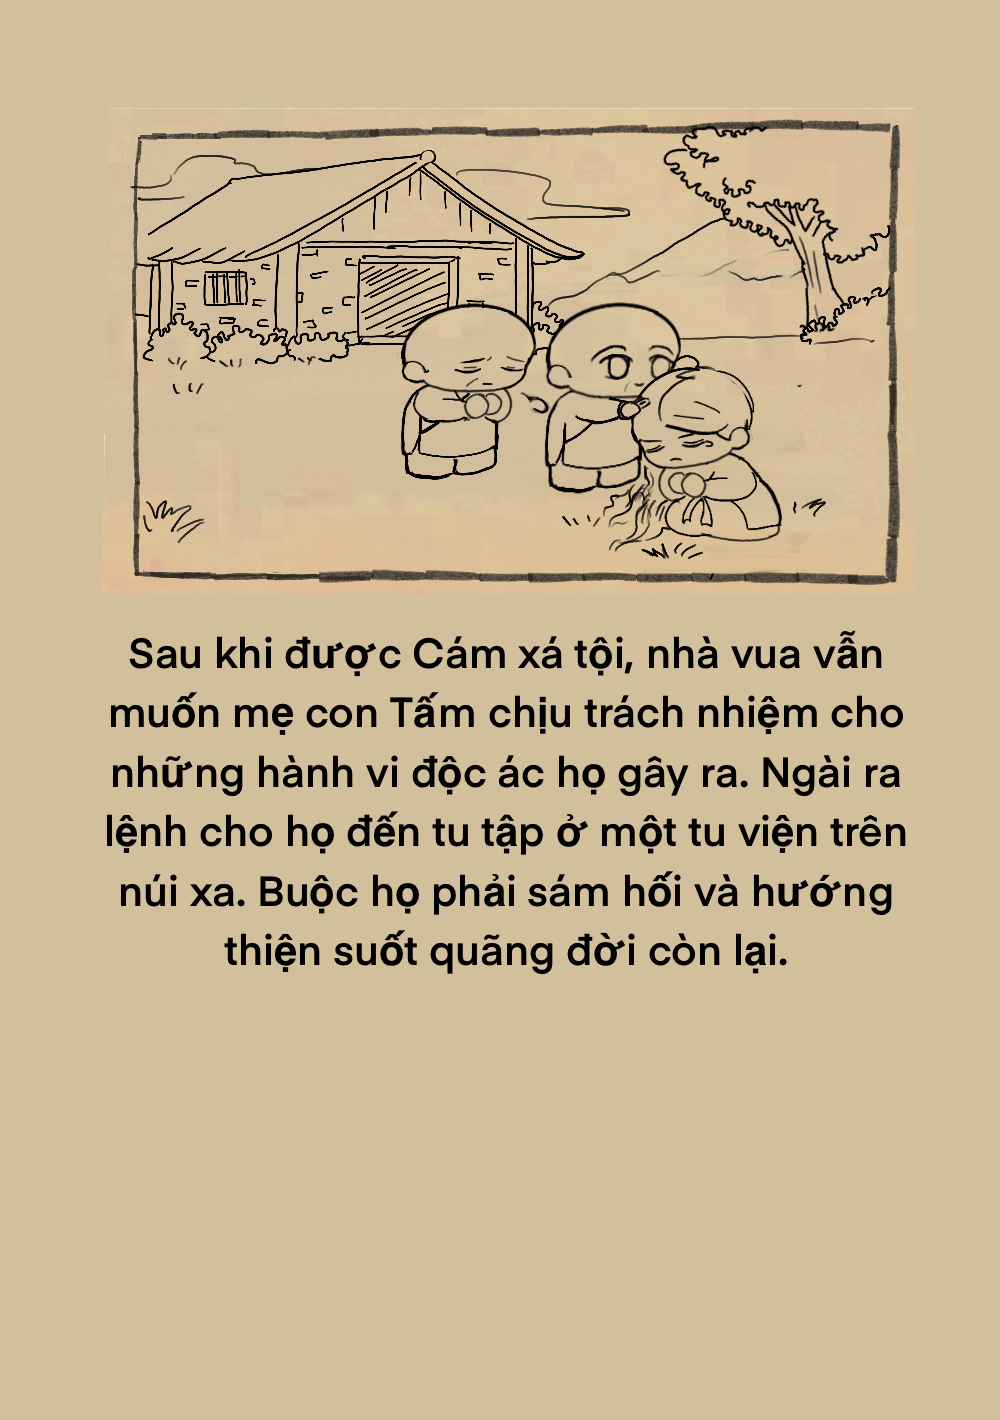 Sau khi được Cám xá tội, nhà vua vẫn
muốn mẹ con Tấm chịu trách nhiệm cho
những hành vi độc ác họ gây ra. Ngài ra
lệnh cho họ đến tu tập ở một tu viện trên
núi xa. Buộc họ phải sám hối và hướng
thiện suốt quãng đời còn lại.